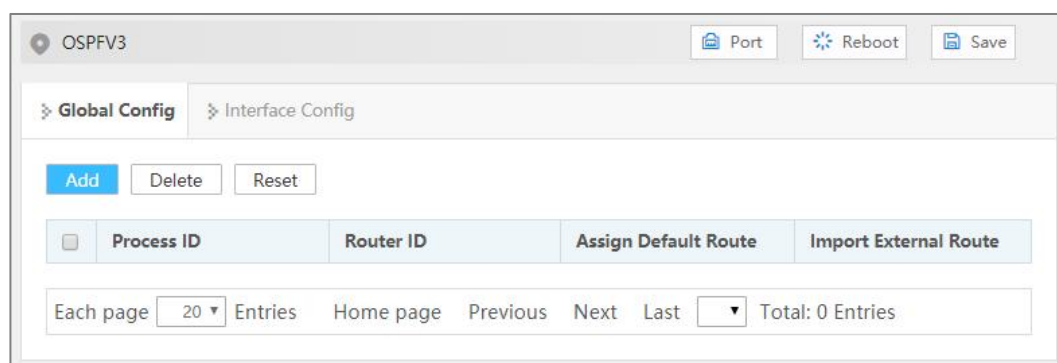 OSPFV3 Port Reboot Save
Global Config Interface Config
Add Delete Reset
Process ID Router ID Assign Default Route Import External Route
Each page 20 Entries Home page Previous Next Last Total: 0 Entries